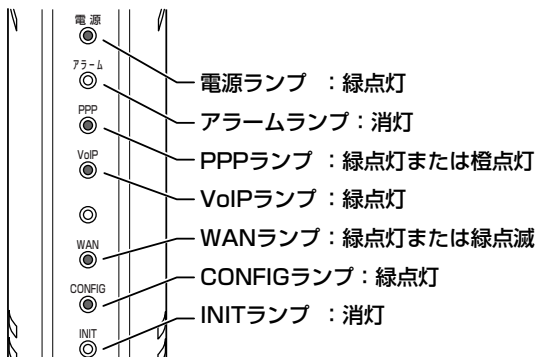 電源
アラーム
PPP
VoIP
WAN
CONFIG
INIT
電源ランプ ：緑点灯
アラームランプ：消灯
PPPランプ ：緑点灯または橙点灯
VoIPランプ ：緑点灯
WANランプ：緑点灯または緑点滅
CONFIGランプ：緑点灯
INITランプ ：消灯